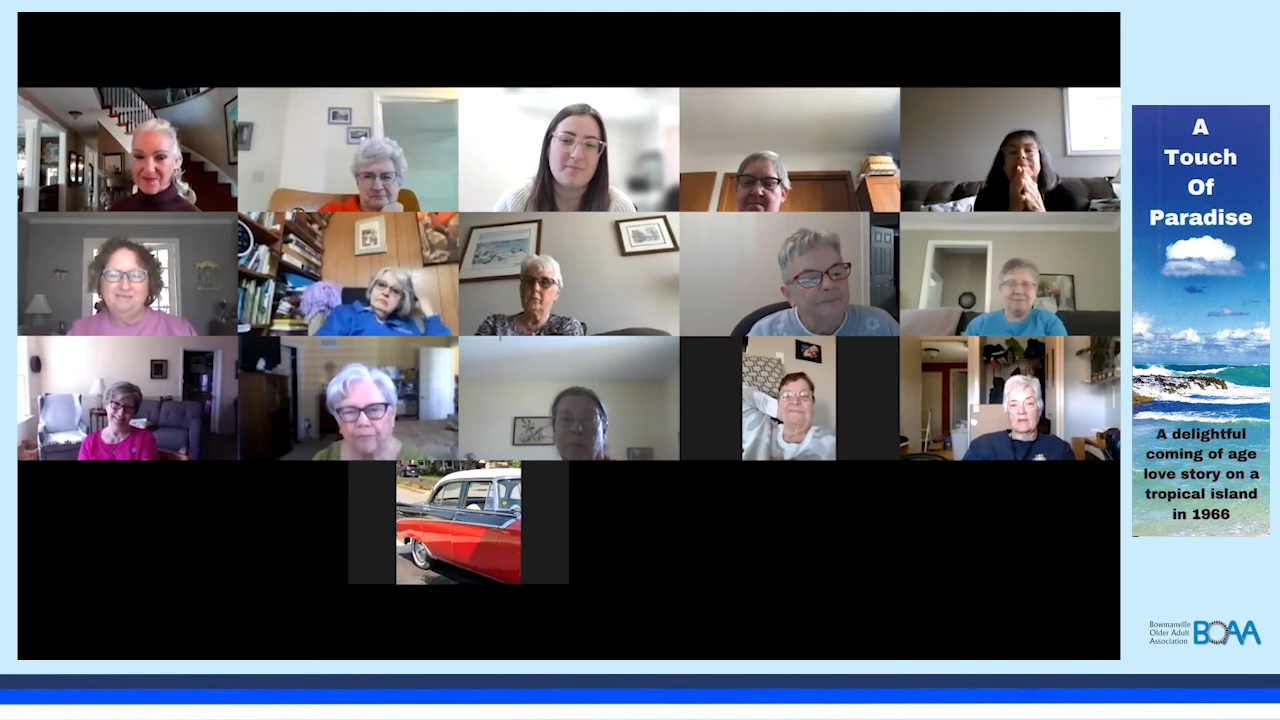 A
Touch
Of
Paradise
A delightful
coming of age
love story on a
tropical island
in 1966
Bowmanville
Older Adult
Association
BOAA